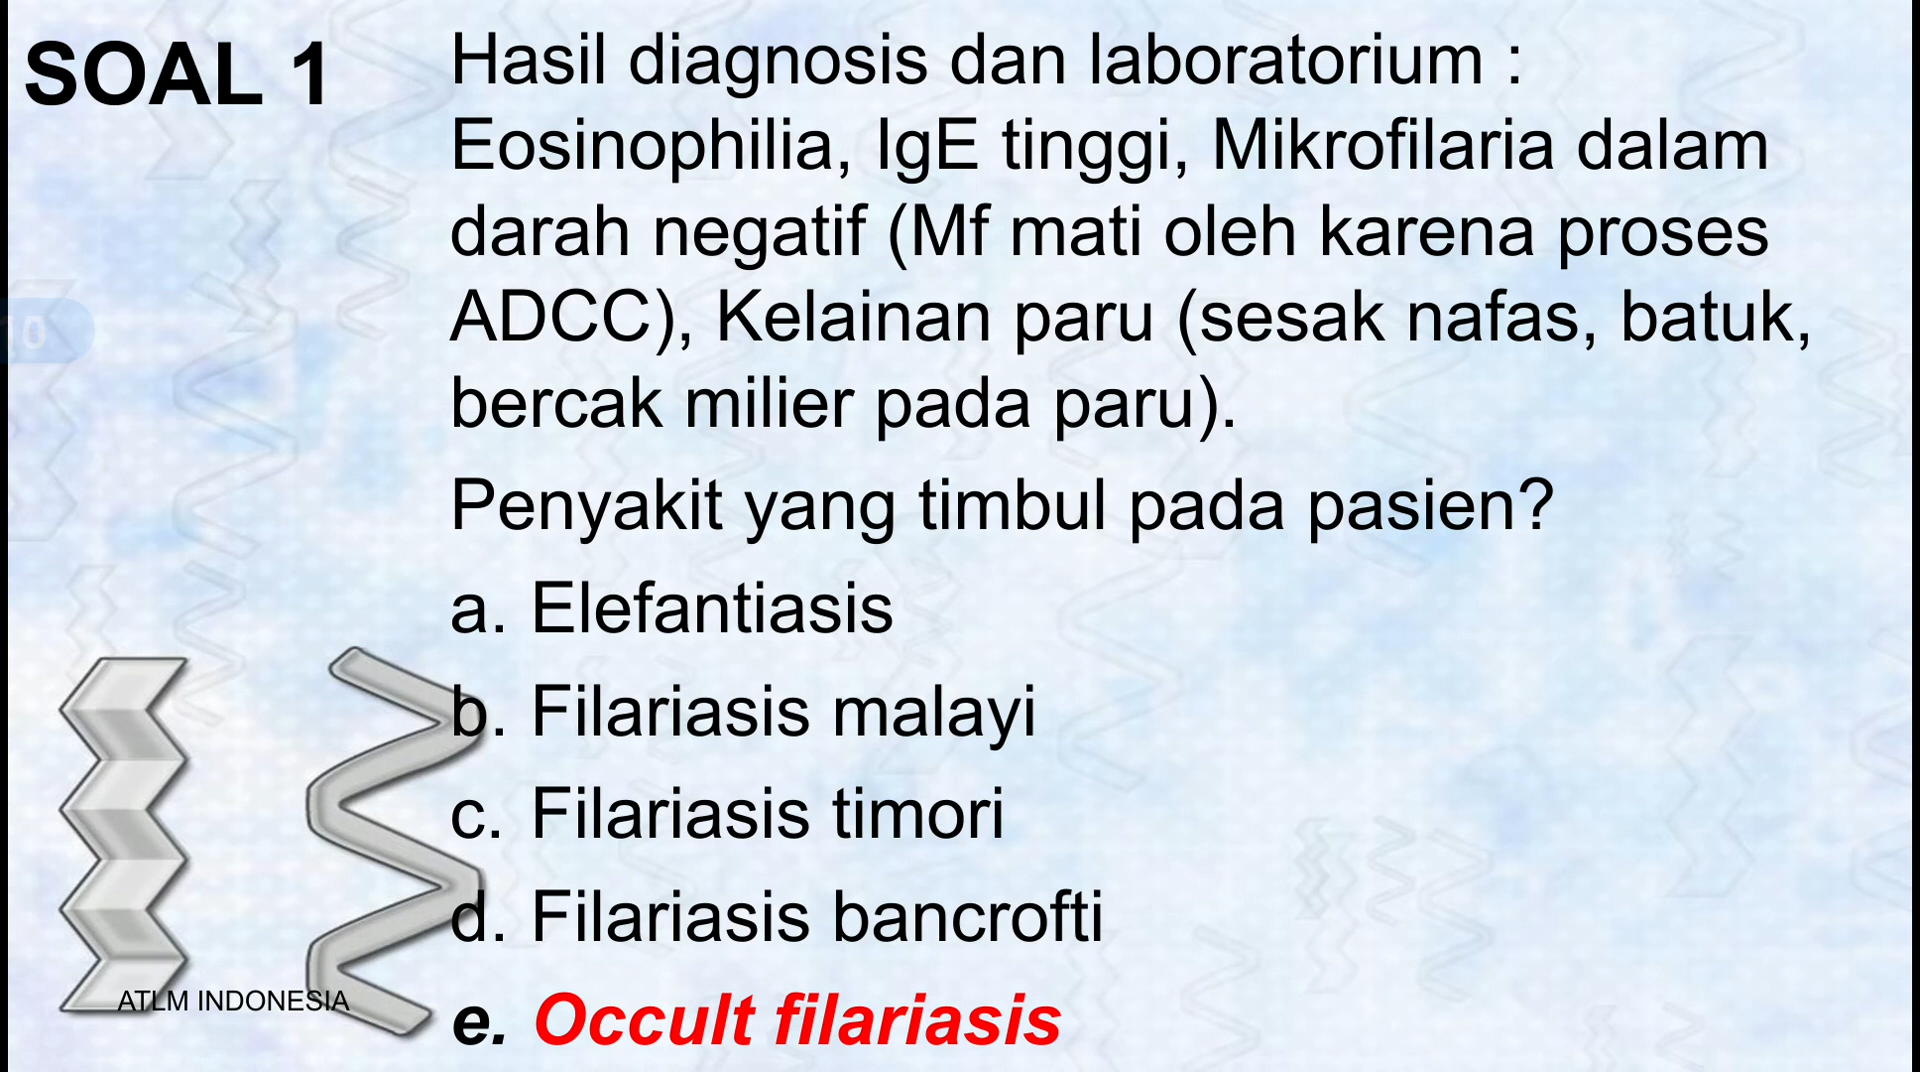 SOAL 1
Hasil diagnosis dan laboratorium :
Eosinophilia, IgE tinggi, Mikrofilaria dalam
darah negatif (Mf mati oleh karena proses
ADCC), Kelainan paru (sesak nafas, batuk,
bercak milier pada paru).
Penyakit yang timbul pada pasien?
a. Elefantiasis
b. Filariasis malayi
c. Filariasis timori
d. Filariasis bancrofti
e. Occult filariasis
10
ATLM INDONESIA